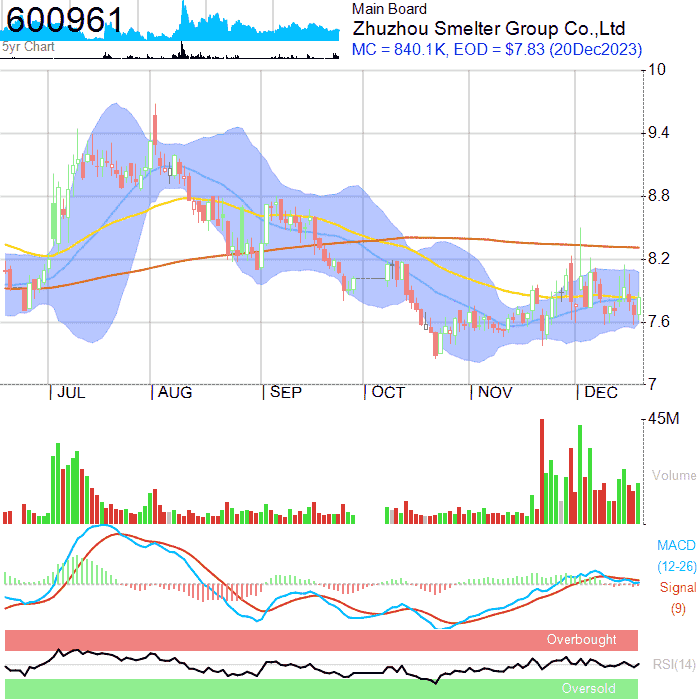 600961
5yr Chart
Main Board
Zhuzhou Smelter Group Co.,Ltd
MC = 840.1K, EOD = $7.83 (20Dec2023)
10
9.4
8.8
8.2
7.6
7
JUL AUG SEP OCT NOV DEC
45M
Volume
MACD
(12-26)
Signal
(9)
Overbought
RSI(14)
Oversold